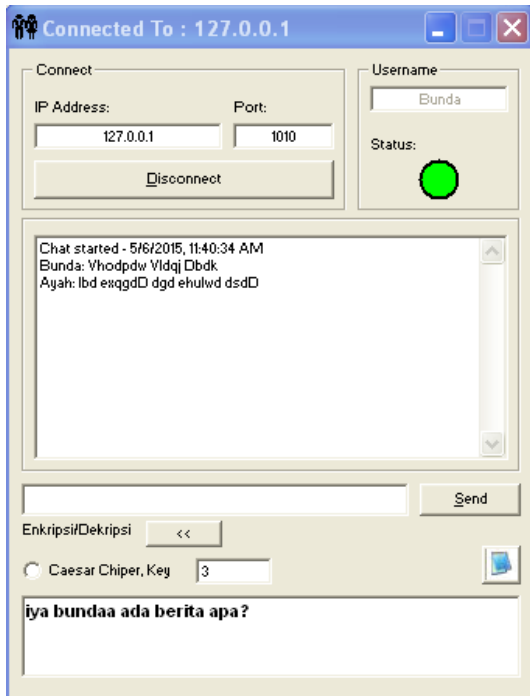 Connected To : 127.0.0.1
Connect
Username
IP Address:
Port:
Bunda
127.0.0.1
1010
Status:
Disconnect
Chat started - 5/6/2015, 11:40:34 AM
Bunda: Vhodpdw Vldqj Dbdk
Ayah: lbd exqgdD dgd ehulwd dsdD
Send
Enkripsi/Dekripsi
<<
Caesar Chiper, Key
3
iya bundaa ada berita apa?